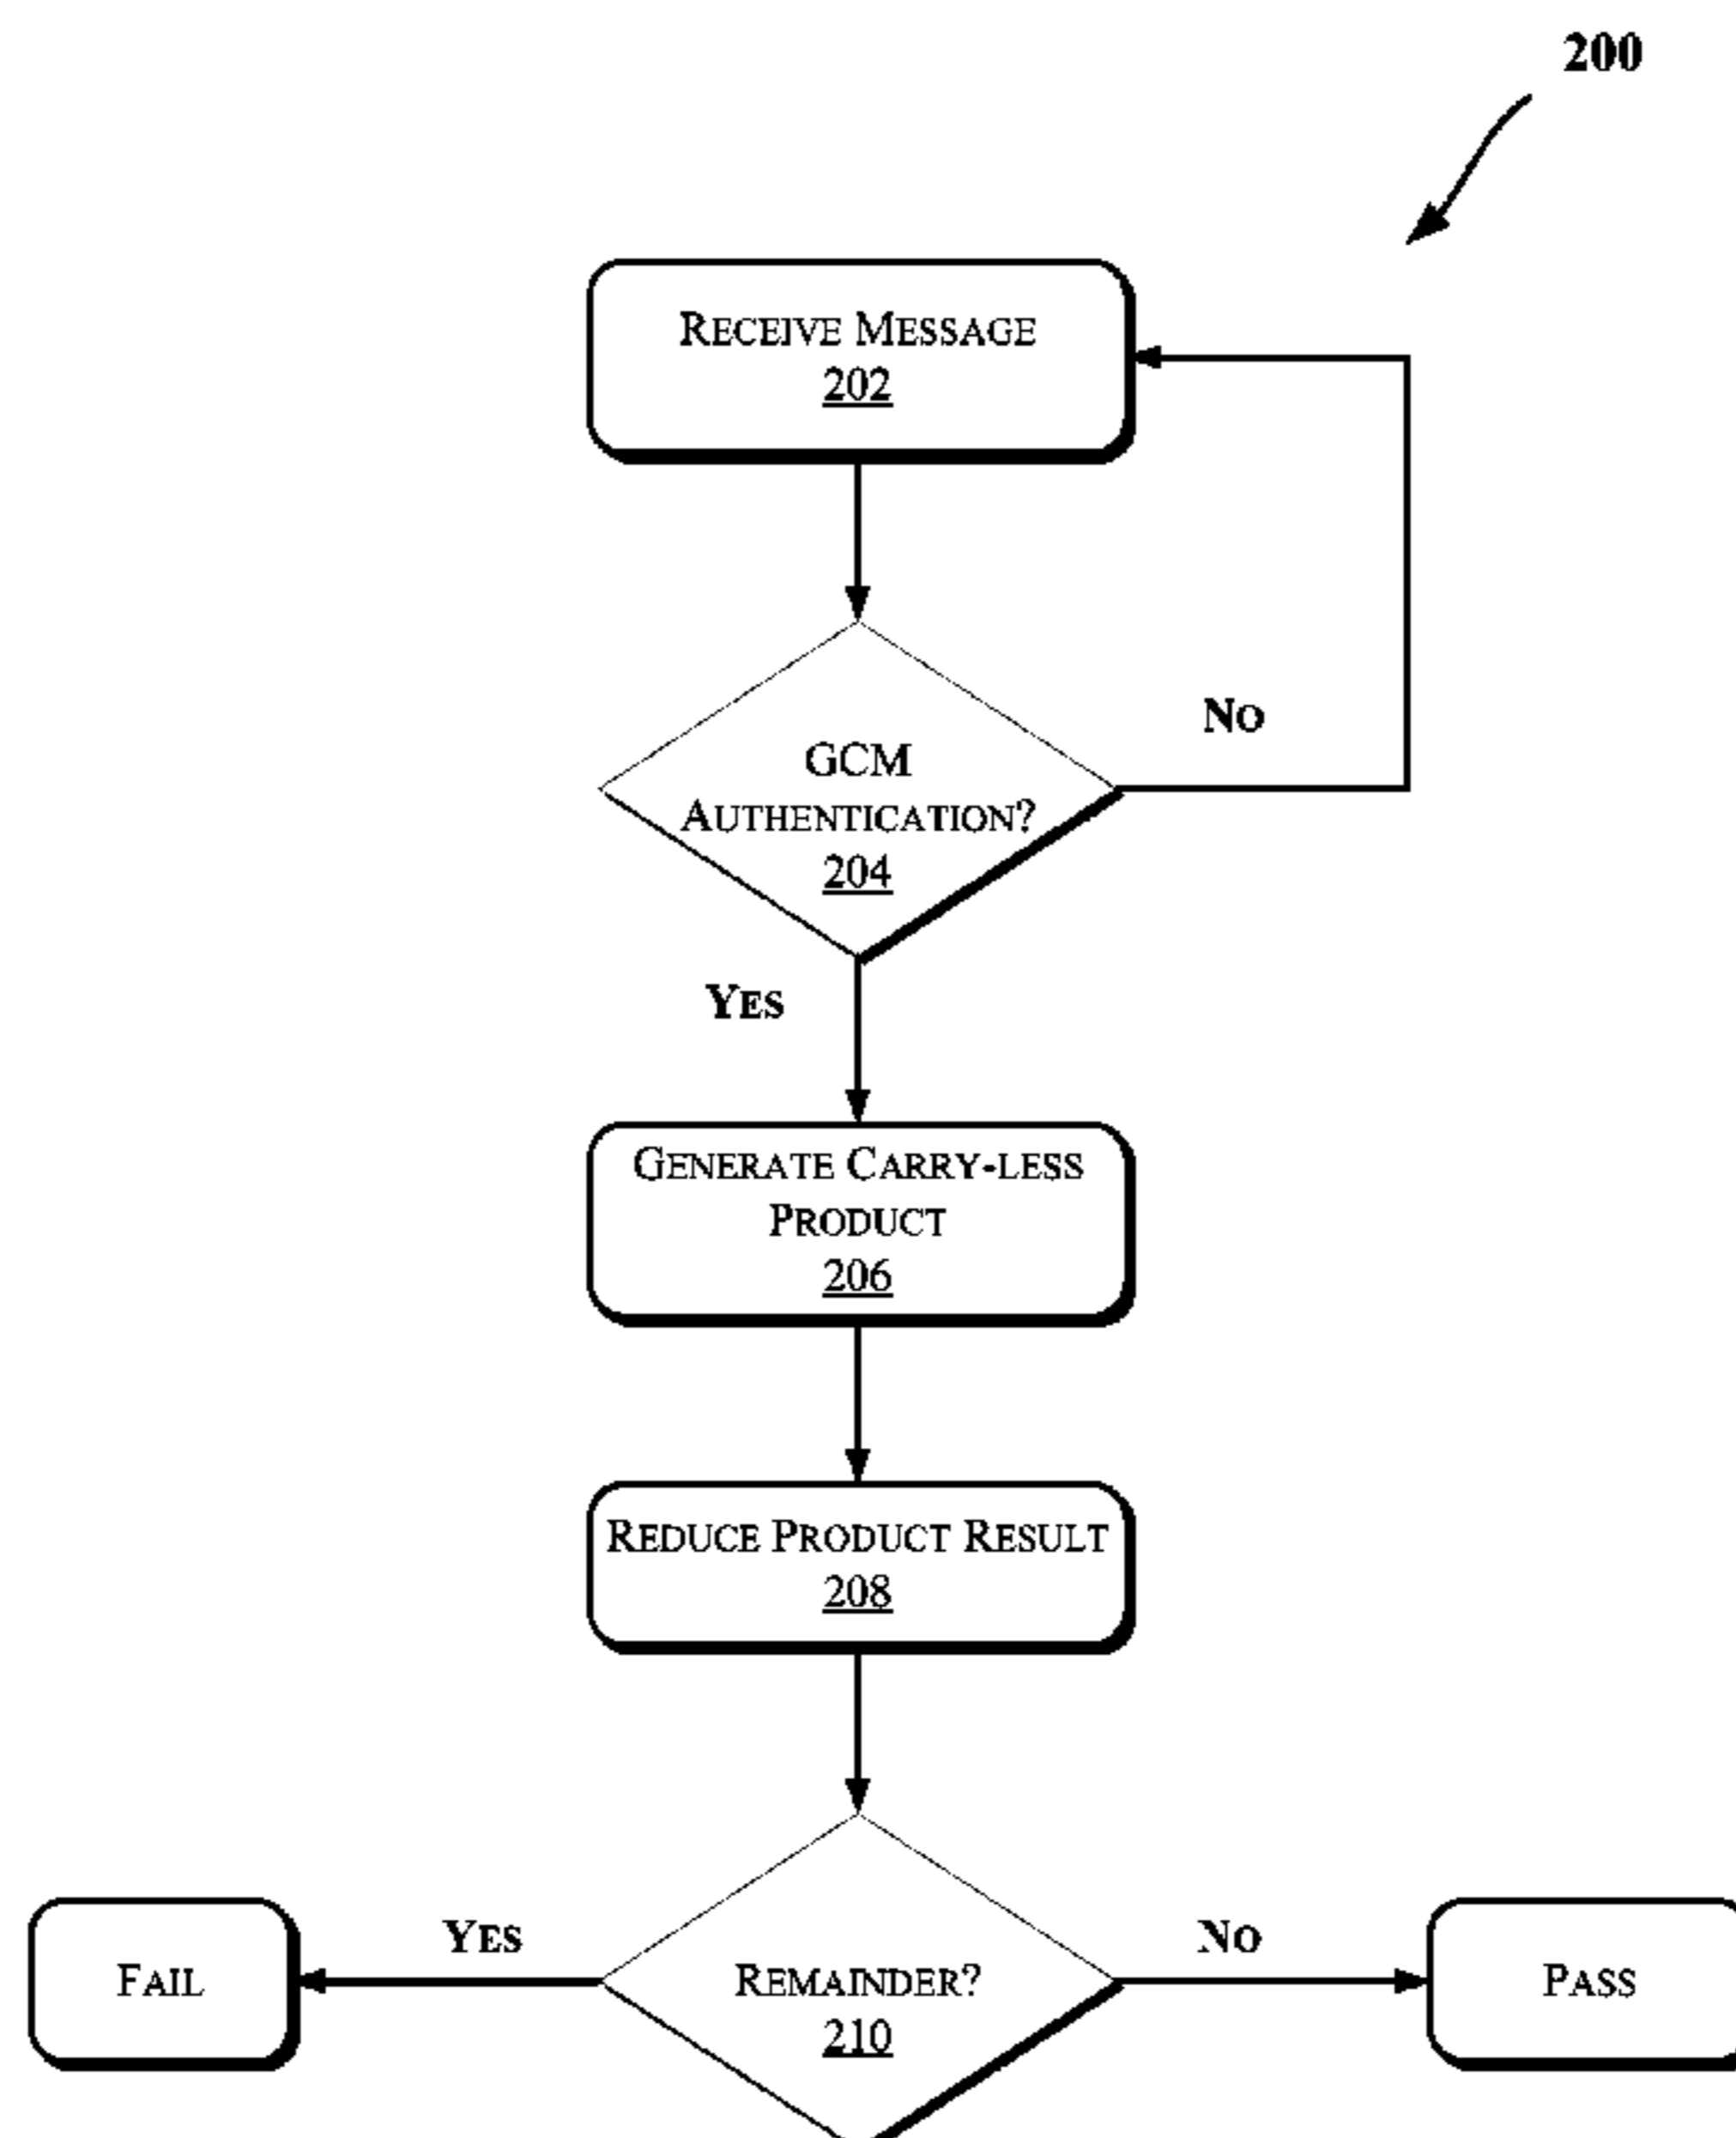 200
RECEIVE MESSAGE
202
GCM
AUTHENTICATION?
204
NO
YES
GENERATE CARRY-LESS
PRODUCT
206
REDUCE PRODUCT RESULT
208
FAIL
YES
REMAINDER?
210
NO
PASS